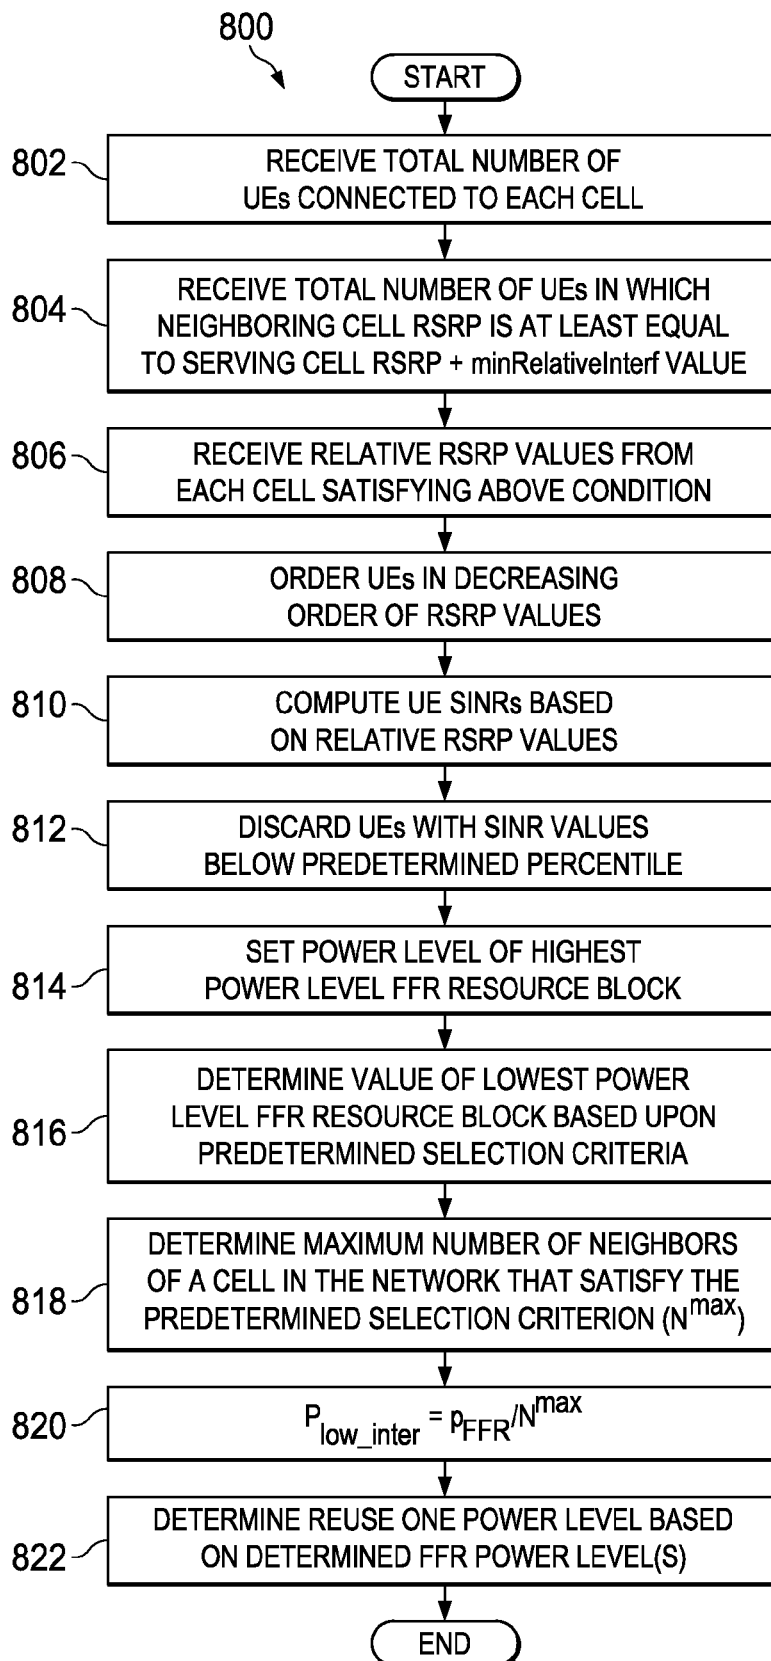 800
START
802
RECEIVE TOTAL NUMBER OF
UEs CONNECTED TO EACH CELL
804
RECEIVE TOTAL NUMBER OF UEs IN WHICH
NEIGHBORING CELL RSRP IS AT LEAST EQUAL
TO SERVING CELL RSRP + minRelativeInterf VALUE
806
RECEIVE RELATIVE RSRP VALUES FROM
EACH CELL SATISFYING ABOVE CONDITION
808
ORDER UEs IN DECREASING
ORDER OF RSRP VALUES
810
COMPUTE UE SINRs BASED
ON RELATIVE RSRP VALUES
812
DISCARD UEs WITH SINR VALUES
BELOW PREDETERMINED PERCENTILE
814
SET POWER LEVEL OF HIGHEST
POWER LEVEL FFR RESOURCE BLOCK
816
DETERMINE VALUE OF LOWEST POWER
LEVEL FFR RESOURCE BLOCK BASED UPON
PREDETERMINED SELECTION CRITERIA
818
DETERMINE MAXIMUM NUMBER OF NEIGHBORS
OF A CELL IN THE NETWORK THAT SATISFY THE
PREDETERMINED SELECTION CRITERION (N^max)
820
P_low_inter = p_FFR/N^max
822
DETERMINE REUSE ONE POWER LEVEL BASED
ON DETERMINED FFR POWER LEVEL(S)
END